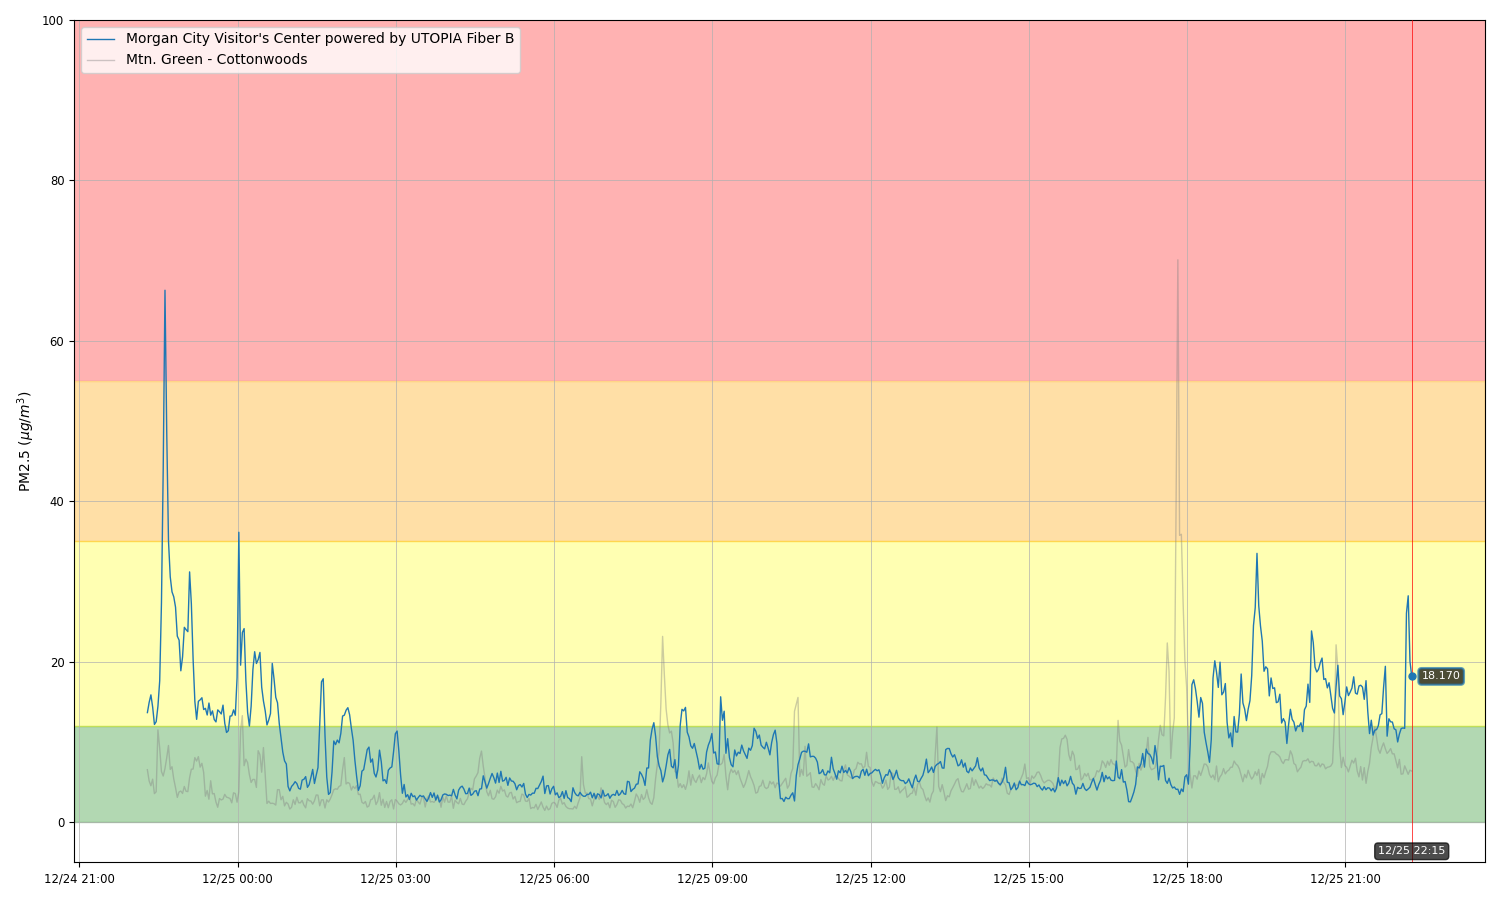 100
Morgan City Visitor's Center powered by UTOPIA Fiber B
Mtn. Green - Cottonwoods
80
60
40
20
0
PM2.5 (μg/m³)
18.170
12/25 22:15
12/24 21:00 12/25 00:00 12/25 03:00 12/25 06:00 12/25 09:00 12/25 12:00 12/25 15:00 12/25 18:00 12/25 21:00